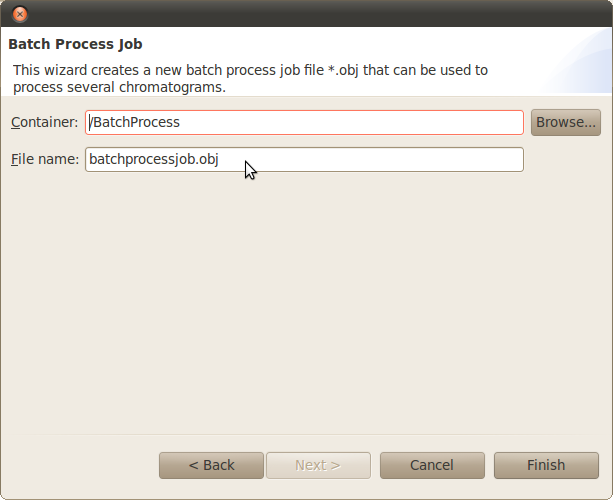 Batch Process Job
This wizard creates a new batch process job file *.obj that can be used to
process several chromatograms.
Container: /BatchProcess Browse...
File name: batchprocessjob.obj
< Back Next > Cancel Finish